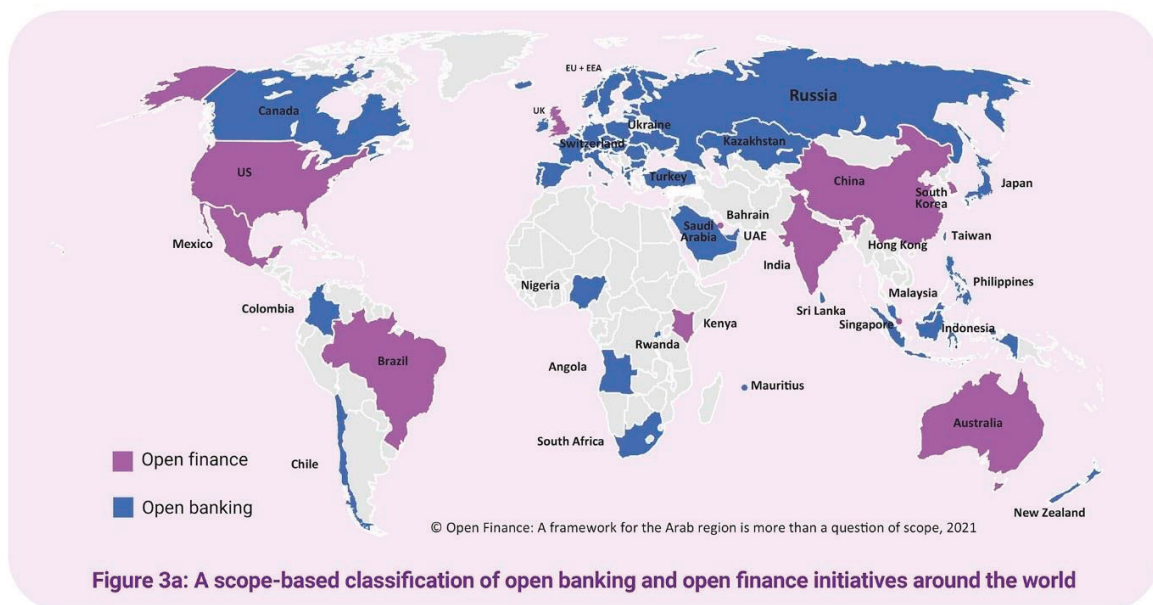 EU + EEA
Russia
Canada
UK
Ukraine
Switzerland
Kazakhstan
US
Turkey
China
South
Korea
Japan
Mexico
Bahrain
Saudi
Arabia
UAE
Hong Kong
Taiwan
India
Nigeria
Malaysia
Philippines
Colombia
Sri Lanka
Singapore
Indonesia
Kenya
Rwanda
Brazil
Angola
Mauritius
Australia
South Africa
Open finance
Chile
Open banking
New Zealand
© Open Finance: A framework for the Arab region is more than a question of scope, 2021
Figure 3a: A scope-based classification of open banking and open finance initiatives around the world